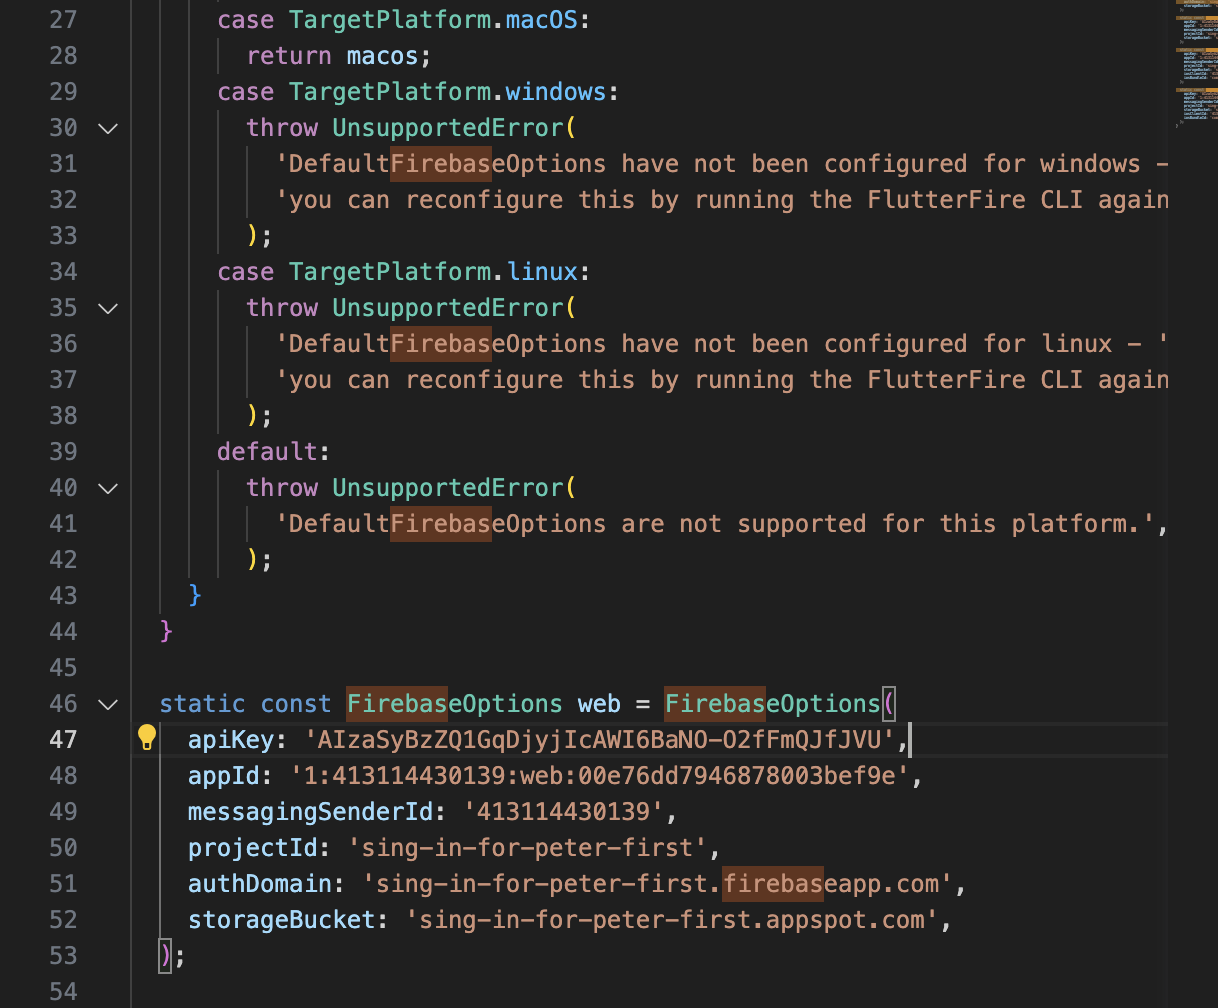 27 case TargetPlatform.macOS:
28 return macos;
29 case TargetPlatform.windows:
30 throw UnsupportedError(
31 'DefaultFirebaseOptions have not been configured for windows -
32 'you can reconfigure this by running the FlutterFire CLI again
33 );
34 case TargetPlatform.linux:
35 throw UnsupportedError(
36 'DefaultFirebaseOptions have not been configured for linux - '
37 'you can reconfigure this by running the FlutterFire CLI again
38 );
39 default:
40 throw UnsupportedError(
41 'DefaultFirebaseOptions are not supported for this platform.',
42 );
43 }
44 }
45
46 static const FirebaseOptions web = FirebaseOptions(
47 apiKey: 'AIzaSyBzZQ1GqDjyjIcAWI6BaNO-O2fFmQJfJVU',
48 appId: '1:413114430139:web:00e76dd7946878003bef9e',
49 messagingSenderId: '413114430139',
50 projectId: 'sing-in-for-peter-first',
51 authDomain: 'sing-in-for-peter-first.firebaseapp.com',
52 storageBucket: 'sing-in-for-peter-first.appspot.com',
53 );
54